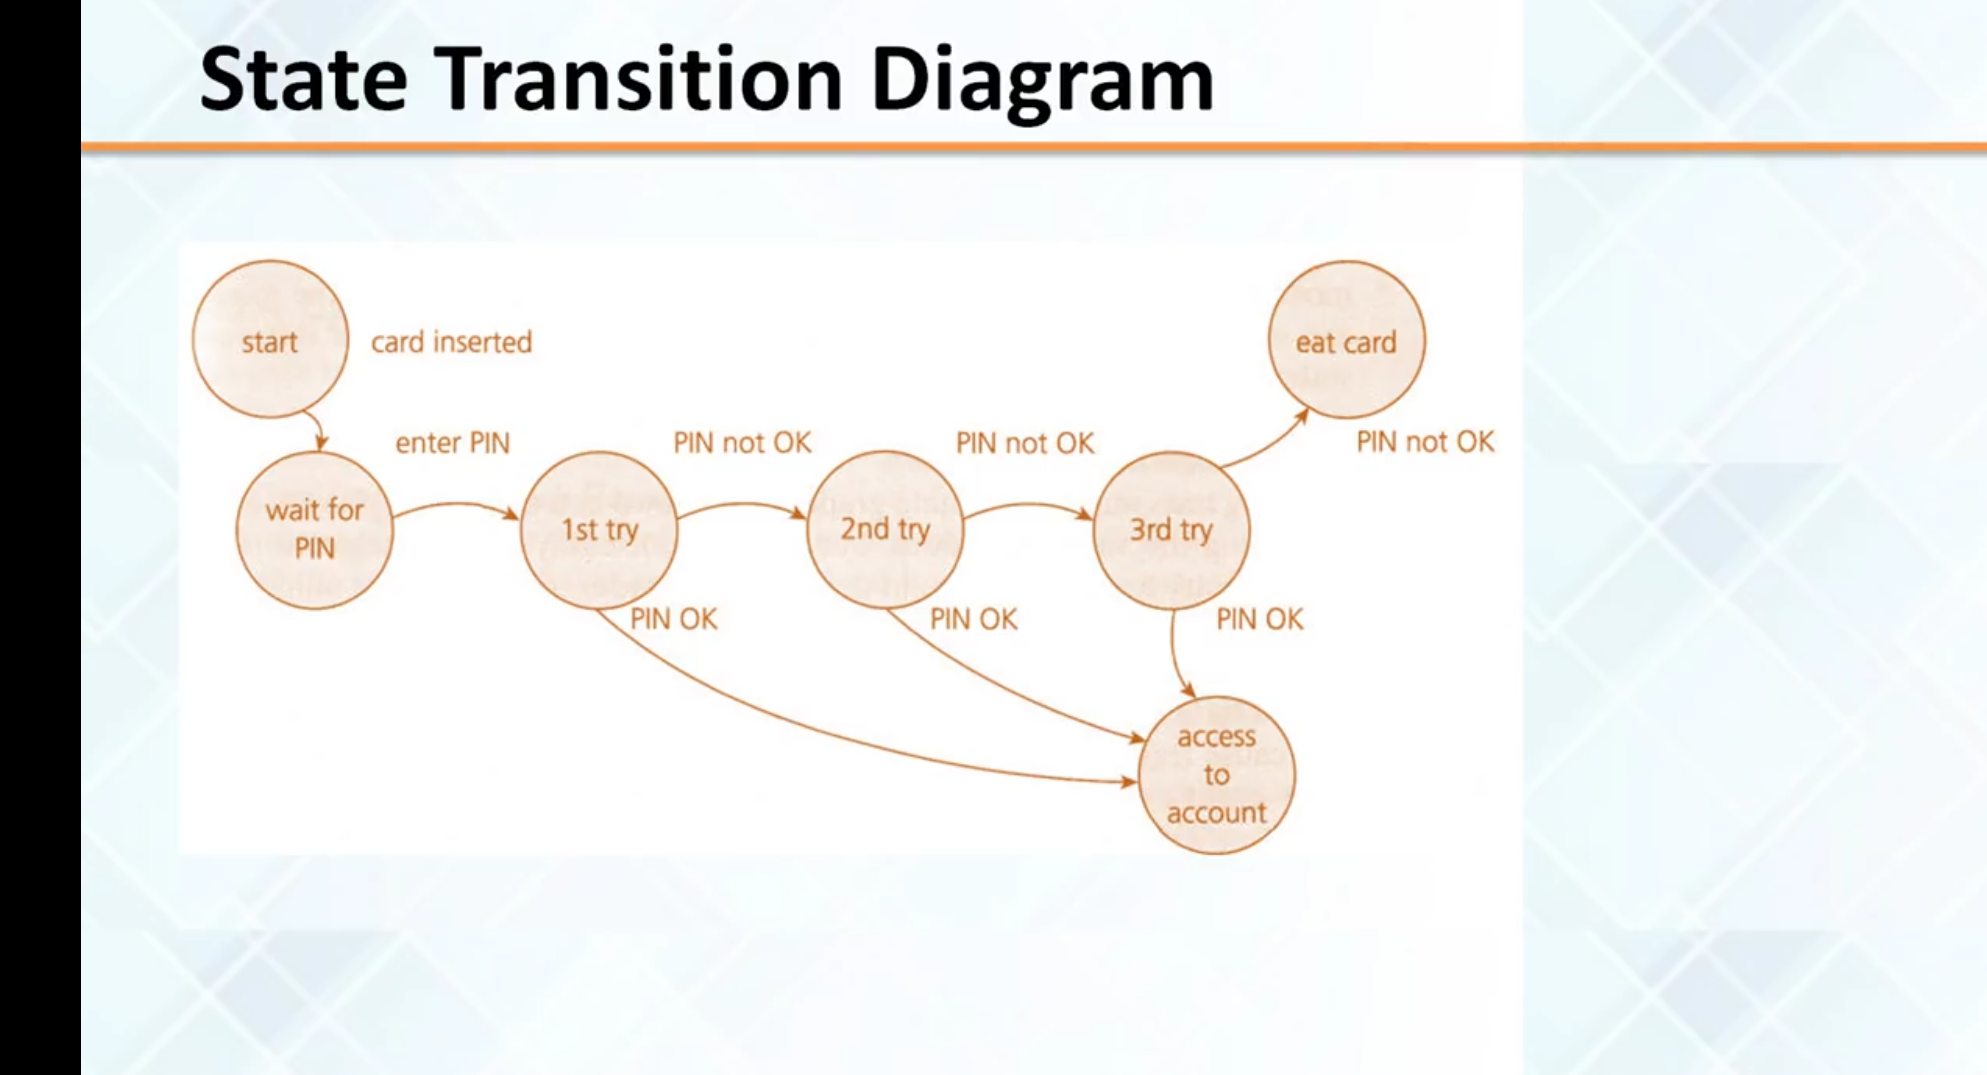 State Transition Diagram
start
card inserted
eat card
enter PIN
PIN not OK
PIN not OK
PIN not OK
wait for
PIN
1st try
2nd try
3rd try
PIN OK
PIN OK
PIN OK
access
to
account